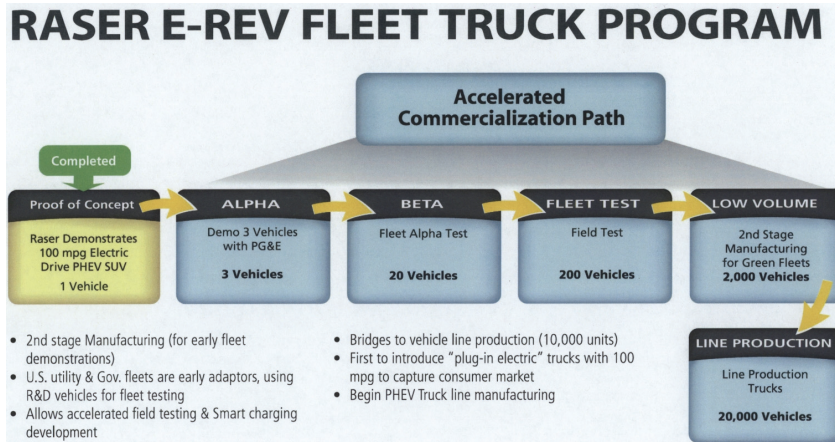 RASER E-REV FLEET TRUCK PROGRAM
Accelerated
Commercialization Path
Completed
Proof of Concept
Raser Demonstrates
100 mpg Electric
Drive PHEV SUV
1 Vehicle
ALPHA
Demo 3 Vehicles
with PG&E
3 Vehicles
BETA
Fleet Alpha Test
20 Vehicles
FLEET TEST
Field Test
200 Vehicles
LOW VOLUME
2nd Stage
Manufacturing
for Green Fleets
2,000 Vehicles
LINE PRODUCTION
Line Production
Trucks
20,000 Vehicles
• 2nd stage Manufacturing (for early fleet
demonstrations)
• U.S. utility & Gov. fleets are early adaptors, using
R&D vehicles for fleet testing
• Allows accelerated field testing & Smart charging
development
• Bridges to vehicle line production (10,000 units)
• First to introduce "plug-in electric" trucks with 100
mpg to capture consumer market
• Begin PHEV Truck line manufacturing